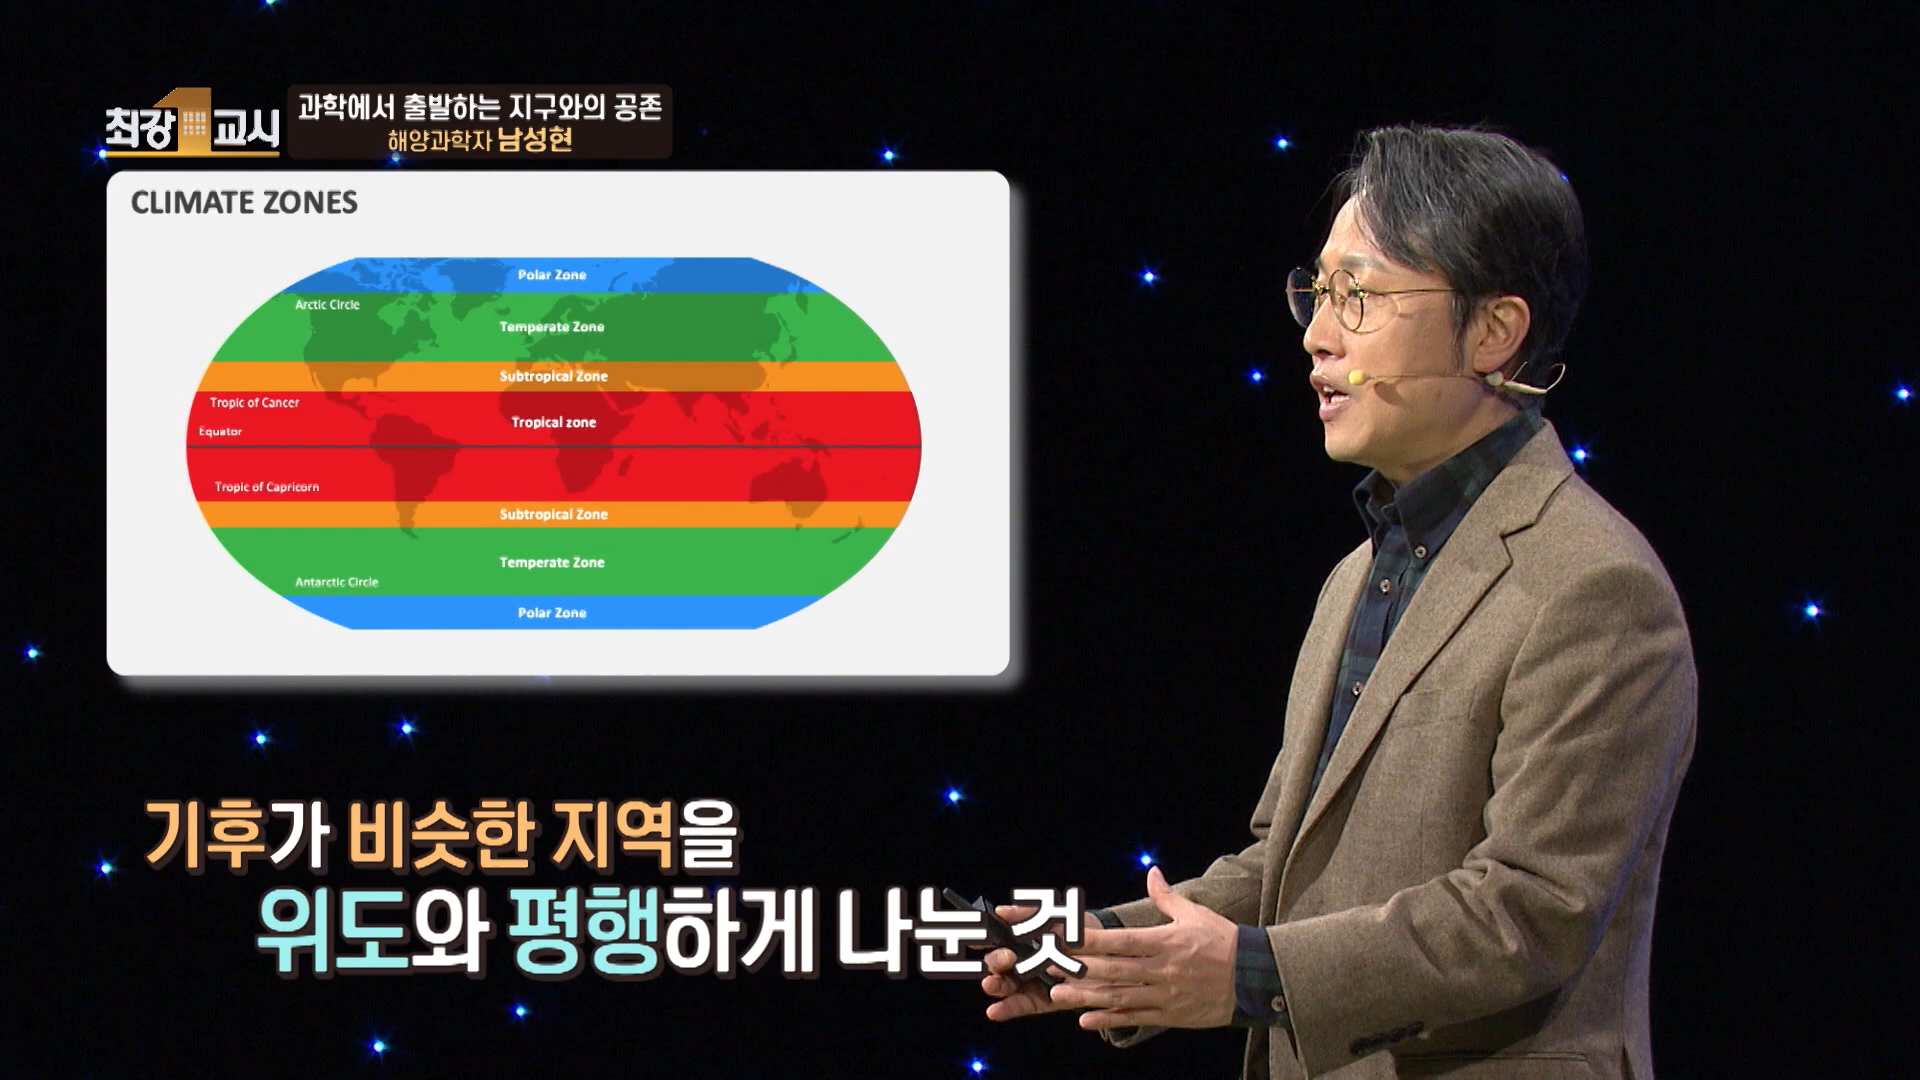 최강1교시
과학에서 출발하는 지구와의 공존
해양과학자 남성현
CLIMATE ZONES
Polar Zone
Arctic Circle
Temperate Zone
Subtropical Zone
Tropic of Cancer
Tropical zone
Equator
Tropic of Capricorn
Subtropical Zone
Temperate Zone
Antarctic Circle
Polar Zone
기후가 비슷한 지역을
위도와 평행하게 나눈 것